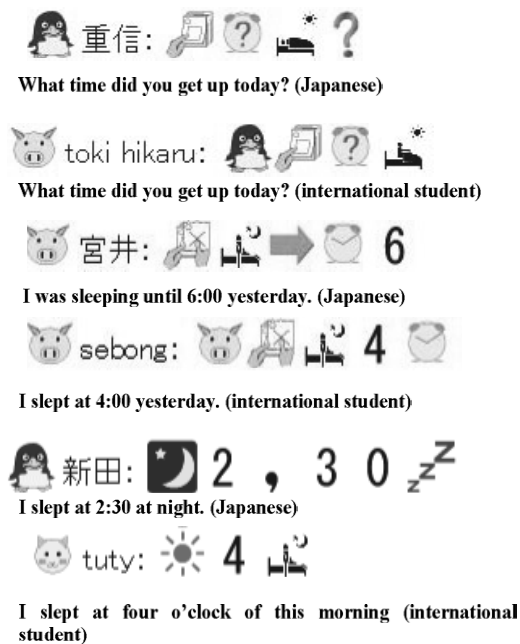 重信: ?
What time did you get up today? (Japanese)
toki hikaru: ?
What time did you get up today? (international student)
宮井: 6
I was sleeping until 6:00 yesterday. (Japanese)
sebong: 4
I slept at 4:00 yesterday. (international student)
新田: 2 , 3 0 z z Z
I slept at 2:30 at night. (Japanese)
tuty: 4
I slept at four o'clock of this morning (international
student)